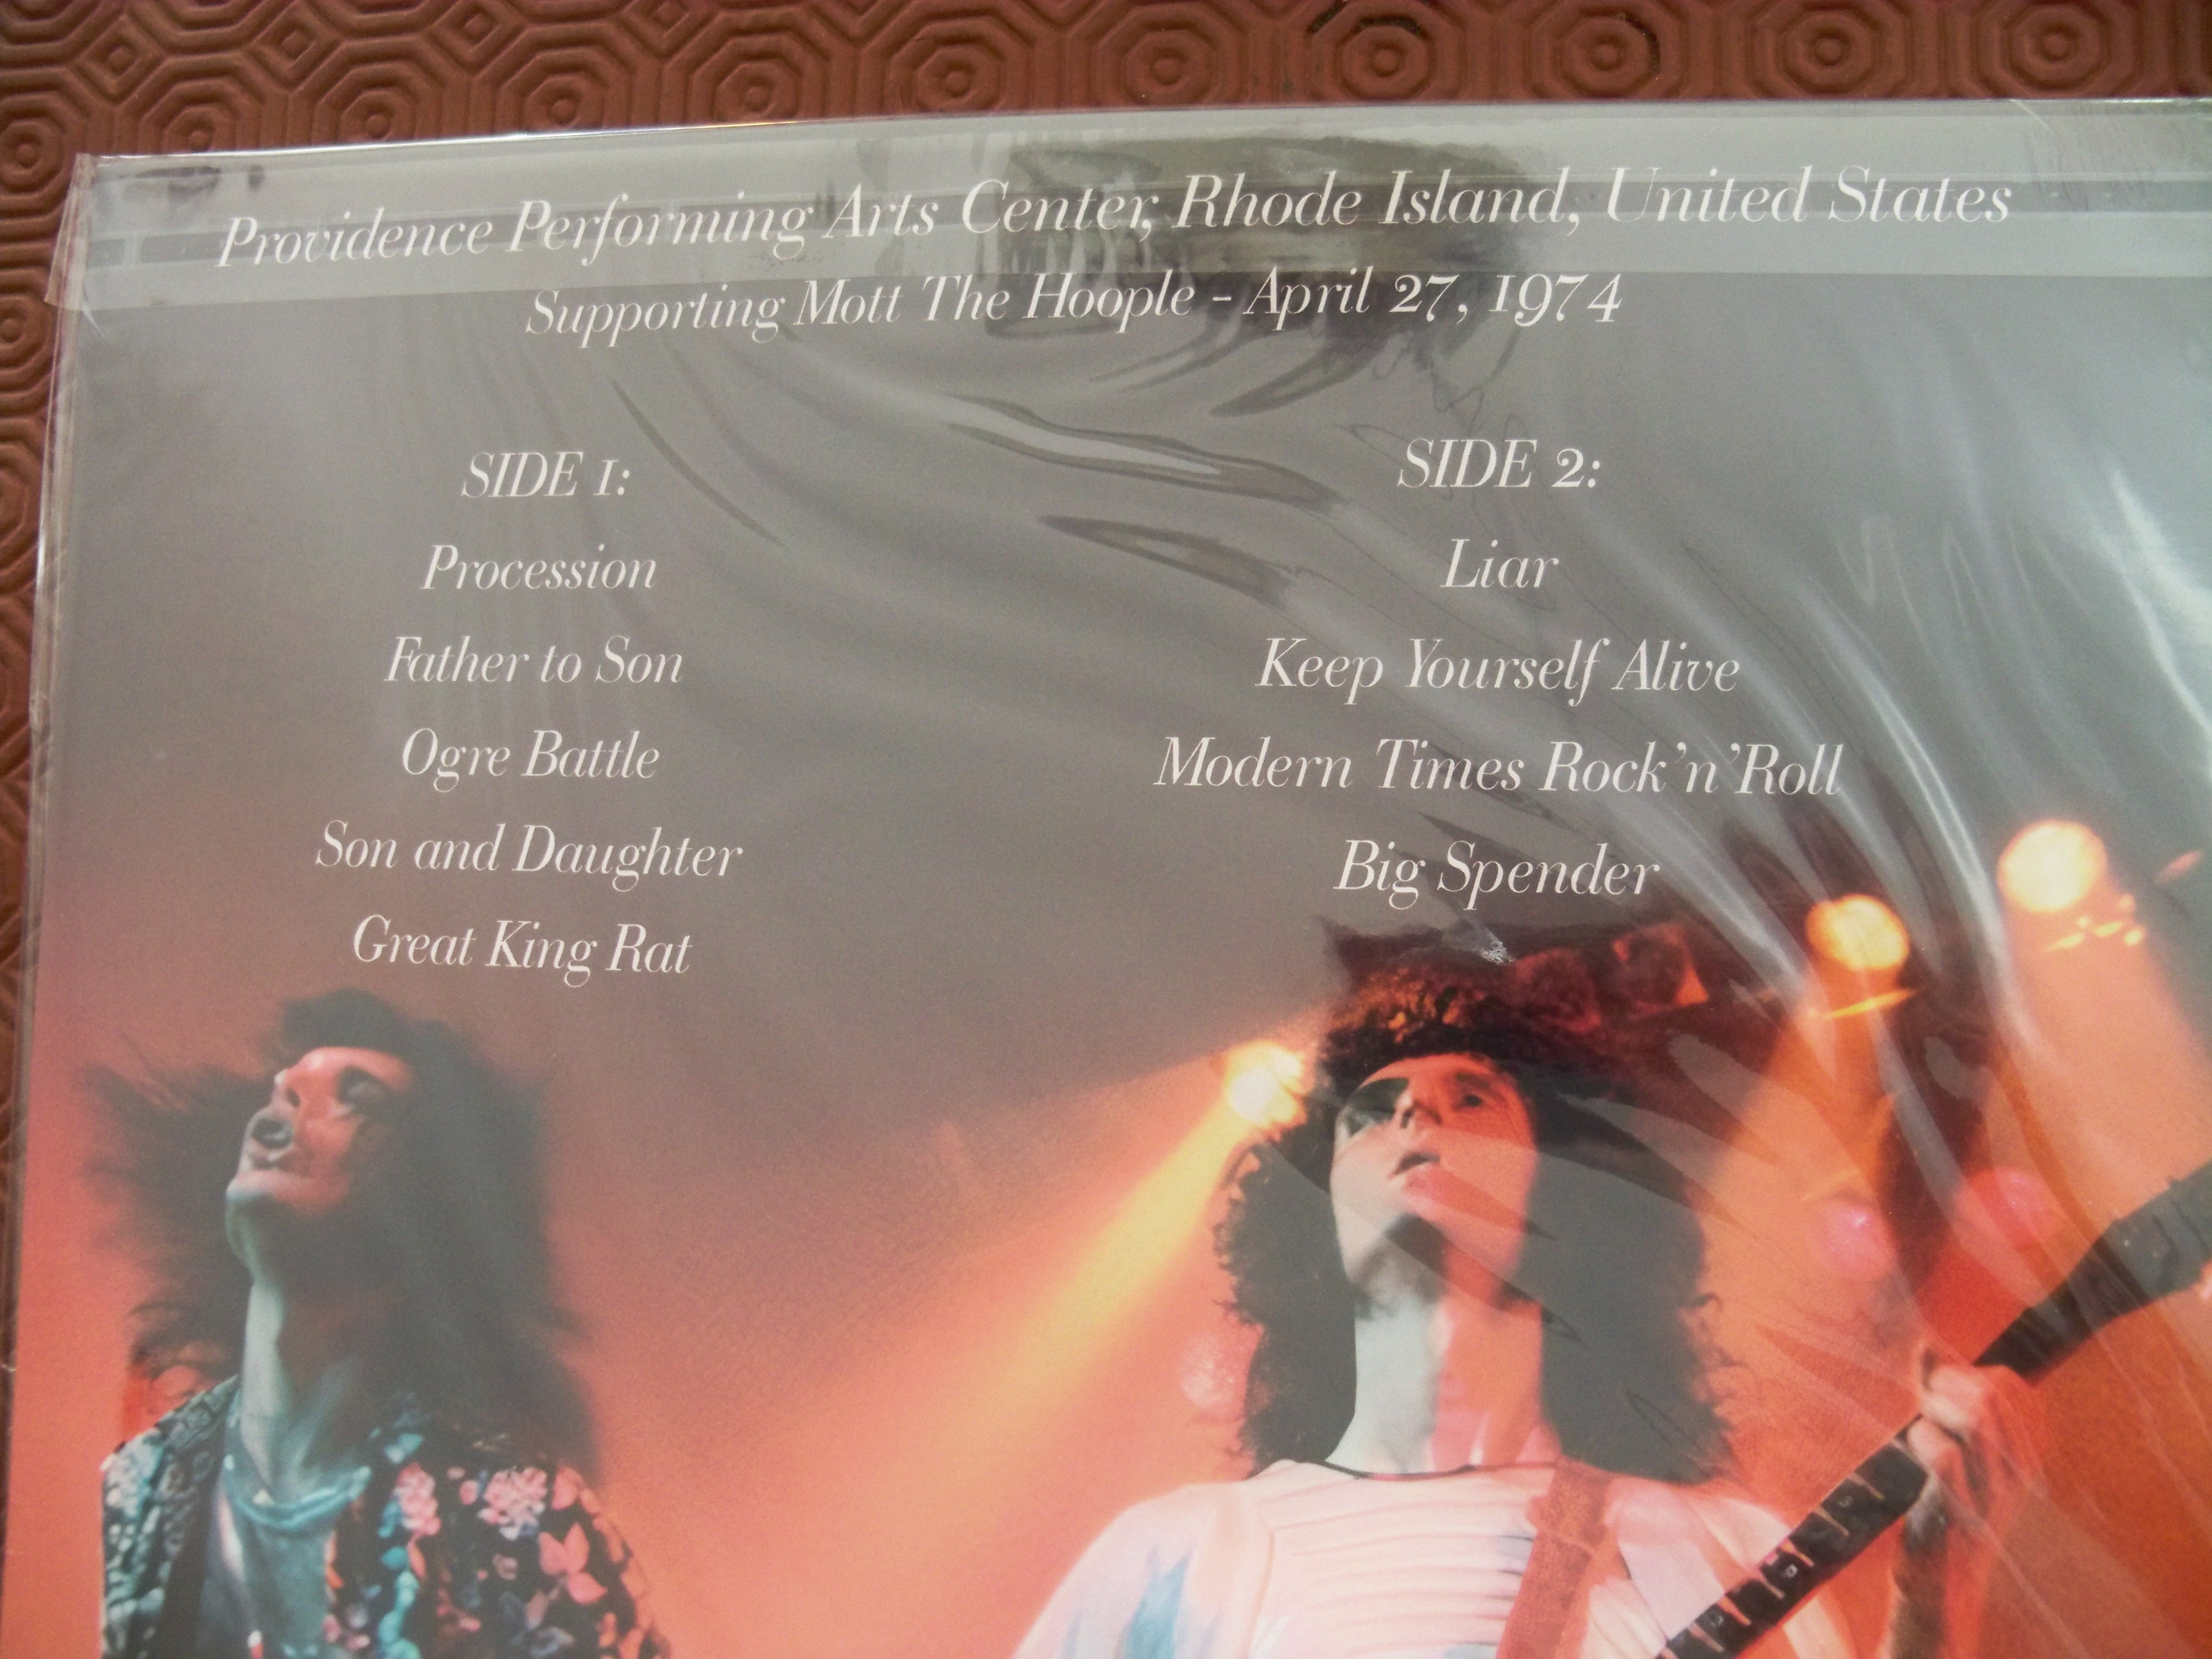 Providence Performing Arts Center, Rhode Island, United States
Supporting Mott The Hoople - April 27, 1974
SIDE 1:
Procession
Father to Son
Ogre Battle
Son and Daughter
Great King Rat
SIDE 2:
Liar
Keep Yourself Alive
Modern Times Rock'n'Roll
Big Spender